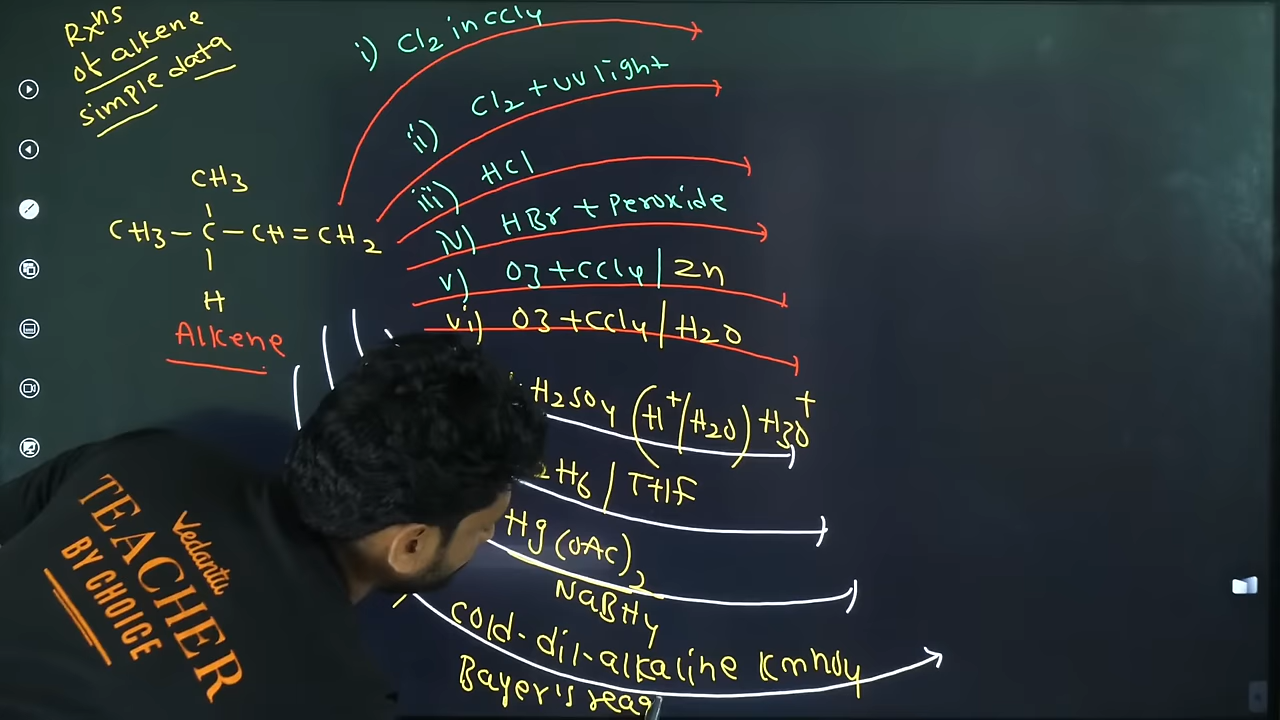 Rxns
of alkene
simple data
i) Cl2 in CCl4
ii) Cl2 + UV light
iii) HCl
iv) HBr + Peroxide
v) O3 + CCl4 | Zn
vi) O3 + CCl4 | H2O
H2SO4 (H+/H2O) H3O+
2H6 | THF
Hg(OAC)2
NaBH4
cold-dil-alkaline KMnO4
Bayer's reag
CH3
CH3-C-CH=CH2
H
Alkene
Vedantu
TEACHER
BY CHOICE